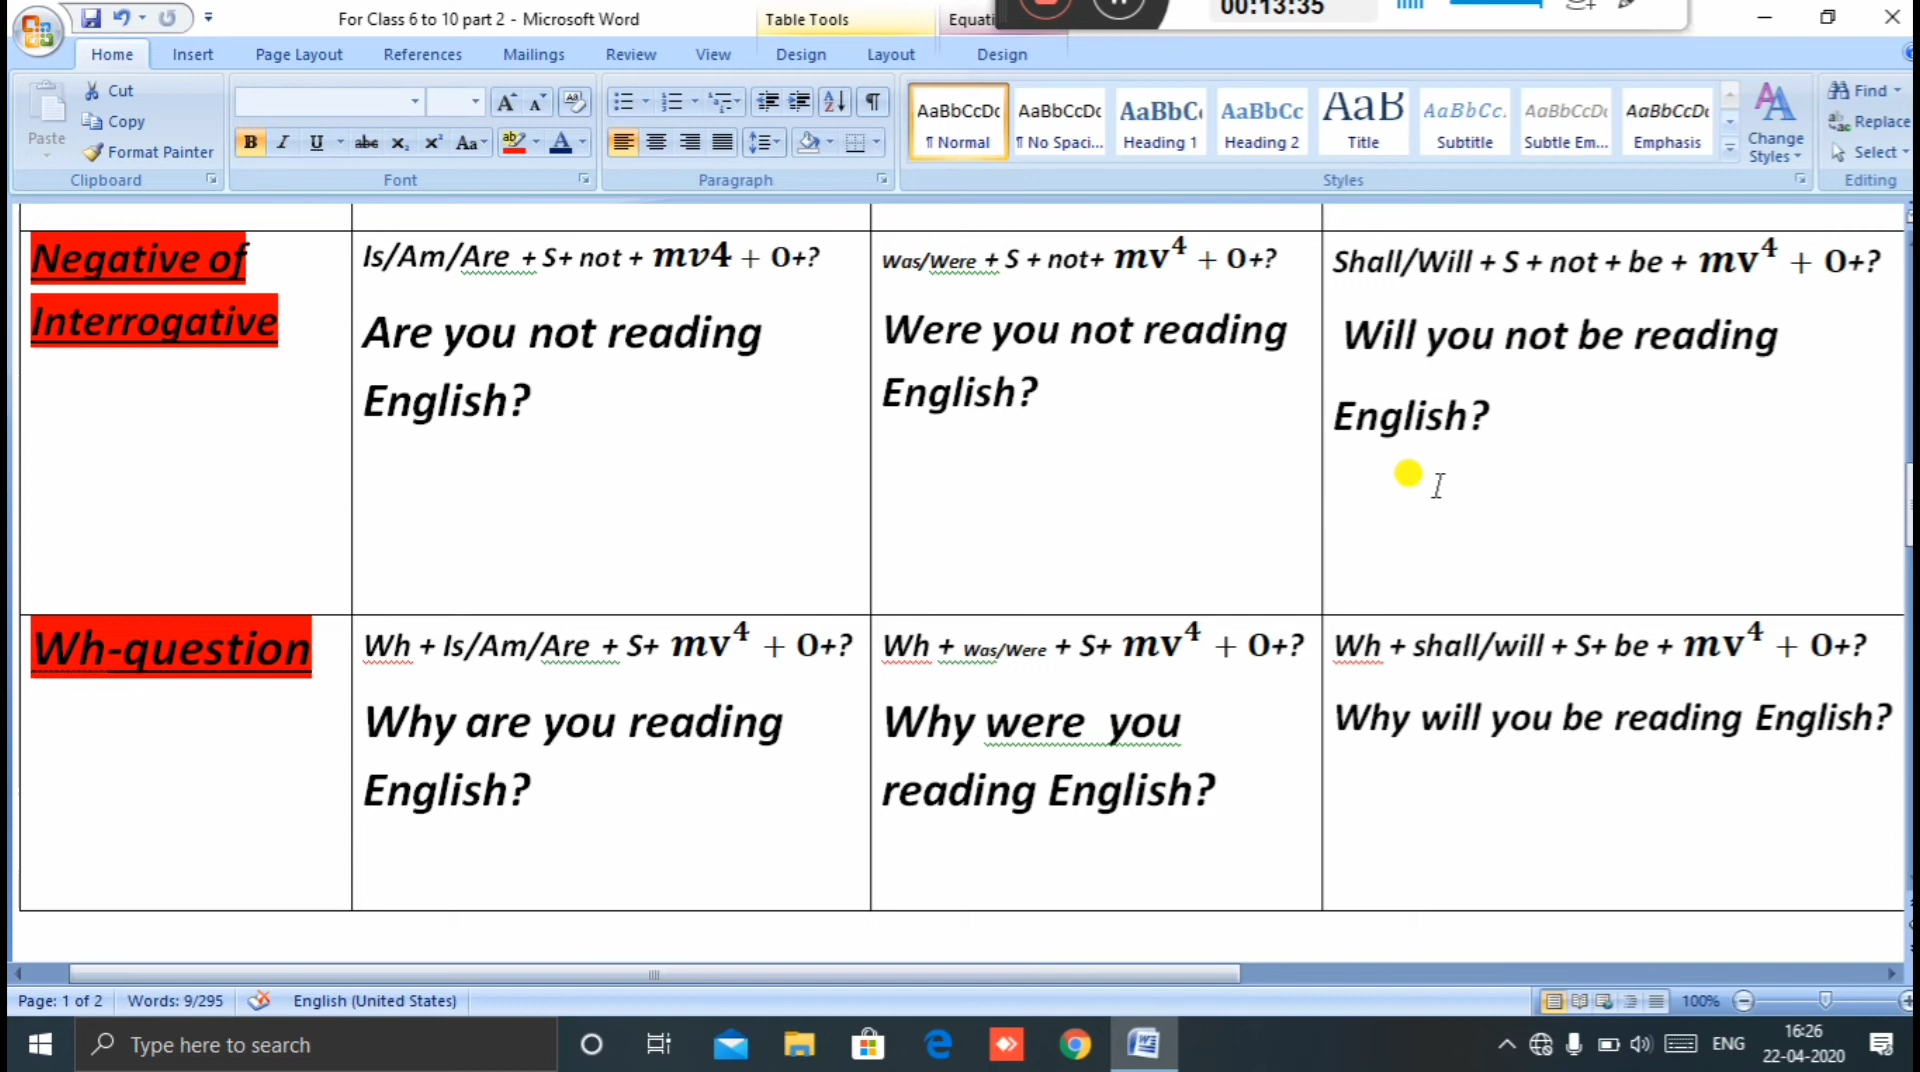 For Class 6 to 10 part 2 - Microsoft Word
Table Tools
00:13:35
Home Insert Page Layout References Mailings Review View Design Layout Design
Paste
Cut
Copy
Format Painter
Clipboard
B I U abc x₂ x² Aa
Font
Paragraph
AaBbCcDc AaBbCcDc AaBbC AaBbCc AaB AaBbCc. AaBbCcDc AaBbCcDc
¶ Normal ¶ No Spaci... Heading 1 Heading 2 Title Subtitle Subtle Em... Emphasis
Styles
Change
Styles
Find
Replace
Select
Editing
Negative of
Interrogative
Is/Am/Are + S+ not + mv4 + O+?
Are you not reading
English?
Was/Were + S + not+ mv⁴ + O+?
Were you not reading
English?
Shall/Will + S + not + be + mv⁴ + O+?
Will you not be reading
English?
Wh-question
Wh + Is/Am/Are + S+ mv⁴ + O+?
Why are you reading
English?
Wh + Was/Were + S+ mv⁴ + O+?
Why were you
reading English?
Wh + shall/will + S+ be + mv⁴ + O+?
Why will you be reading English?
Page: 1 of 2 Words: 9/295 English (United States) 100%
Type here to search
ENG
16:26
22-04-2020